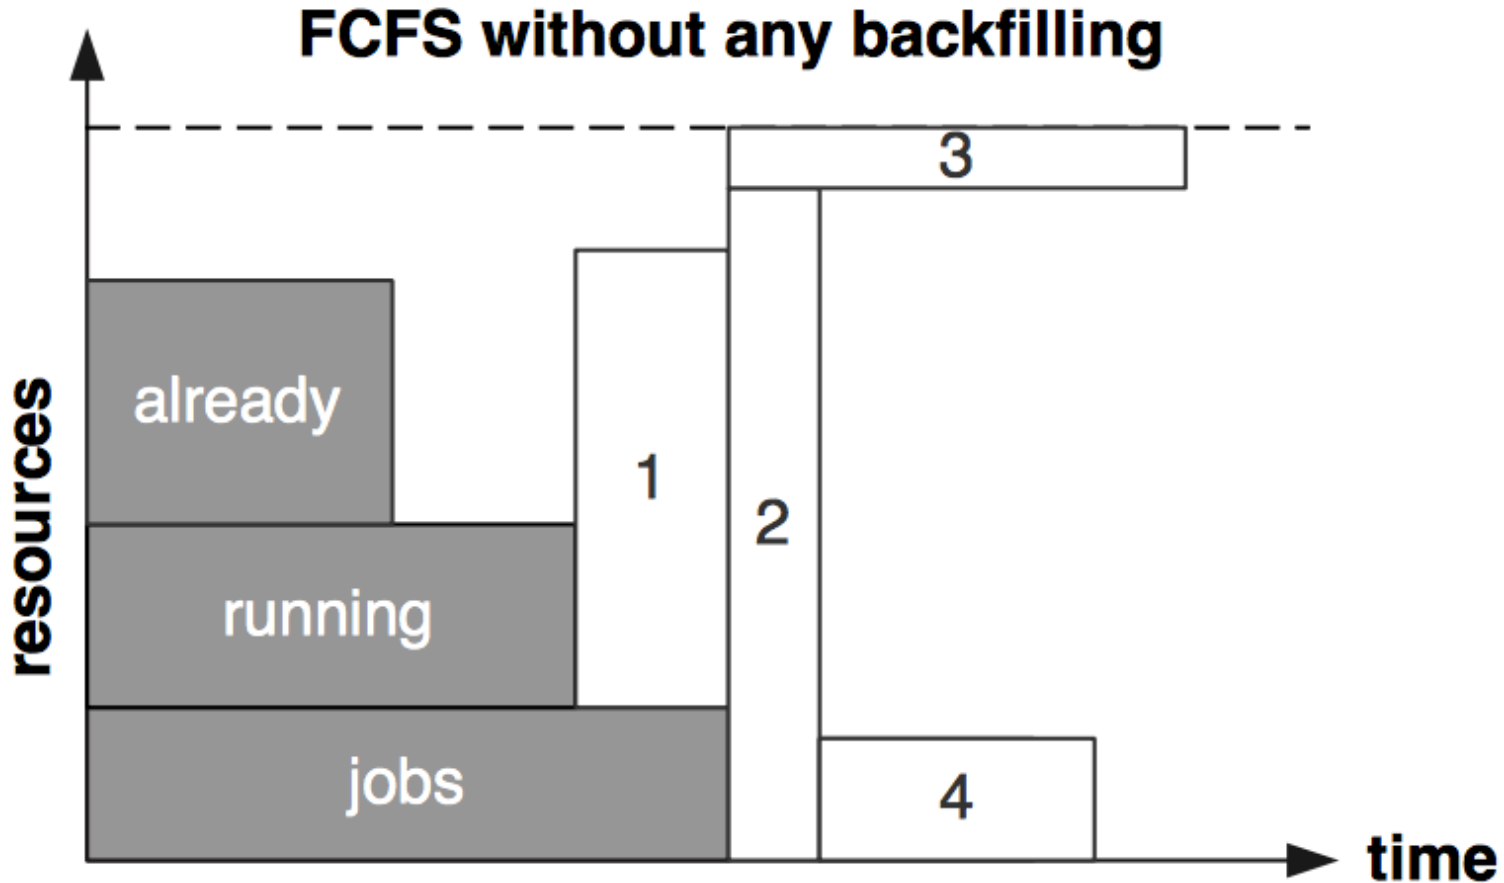 FCFS without any backfilling
3
already
1
2
running
jobs
4
resources
time